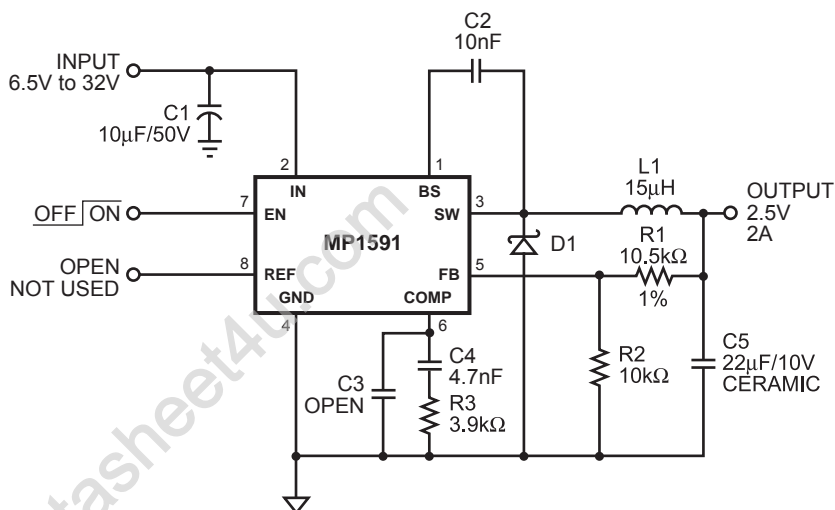 C2
10nF
INPUT
6.5V to 32V
C1
10µF/50V
2
1
IN
BS
L1
15µH
OUTPUT
2.5V
2A
OFF ON
7
EN
SW
3
MP1591
D1
R1
10.5kΩ
1%
OPEN
NOT USED
8
REF
FB
5
GND
COMP
4
6
C3
OPEN
C4
4.7nF
R3
3.9kΩ
R2
10kΩ
C5
22µF/10V
CERAMIC
tasheet4u.com